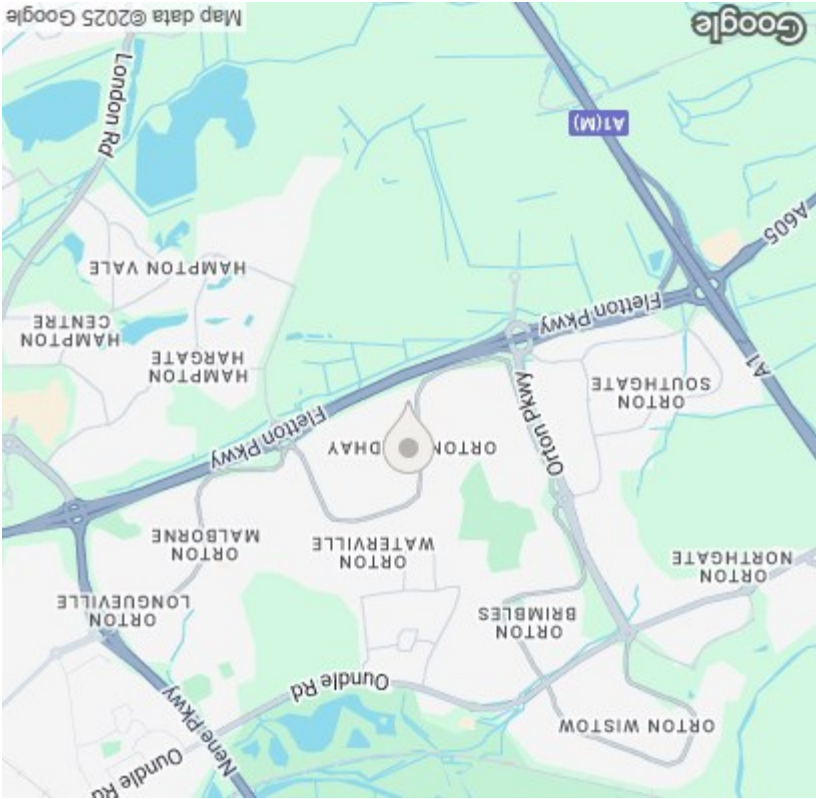 Oundle Rd
Nene Pkwy
ORTON WISTOW
Oundle Rd
ORTON
BRIMBLES
ORTON
LONGUEVILLE
ORTON
NORTHGATE
ORTON
WATERVILLE
ORTON
MALBORNE
ORTON DHAY
Orton Pkwy
Fletton Pkwy
ORTON
SOUTHGATE
A1
HAMPTON
HARGATE
HAMPTON
CENTRE
Fletton Pkwy
HAMPTON VALE
A605
A1(M)
London Rd
Google
Map data ©2025 Google